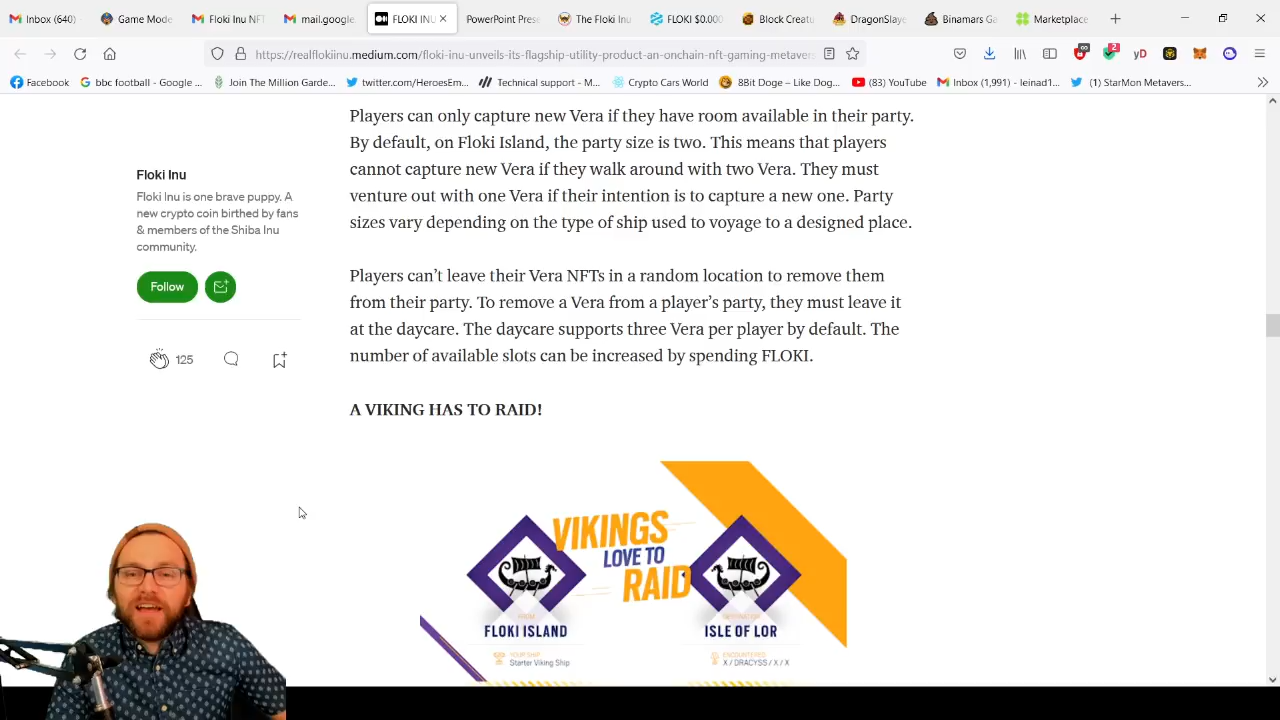 Inbox (640)
Game Mode
Floki Inu NFT
mail.google
FLOKI INU
PowerPoint Pres
The Floki Inu
FLOKI $0.000
Block Creatu
DragonSlaye
Binamars Ga
Marketplace
https://realflokiinu.medium.com/floki-inu-unveils-its-flagship-utility-product-an-onchain-nft-gaming-metavers
Facebook
bbc football - Google ...
Join The Million Garde...
twitter.com/HeroesEm...
Technical support - M...
Crypto Cars World
8Bit Doge – Like Dog...
(83) YouTube
Inbox (1,991) - leinad1...
(1) (StarMon Metavers...
Players can only capture new Vera if they have room available in their party.
By default, on Floki Island, the party size is two. This means that players
cannot capture new Vera if they walk around with two Vera. They must
venture out with one Vera if their intention is to capture a new one. Party
sizes vary depending on the type of ship used to voyage to a designed place.
Floki Inu
Floki Inu is one brave puppy. A
new crypto coin birthed by fans
& members of the Shiba Inu
community.
Follow
125
Players can’t leave their Vera NFTs in a random location to remove them
from their party. To remove a Vera from a player’s party, they must leave it
at the daycare. The daycare supports three Vera per player by default. The
number of available slots can be increased by spending FLOKI.
A VIKING HAS TO RAID!
VIKINGS
LOVE TO
RAID
FLOKI ISLAND
ISLE OF LOR
YOUR SHIP
Starter Viking Ship
ENCOUNTERED
X / DRACYSS / X / X